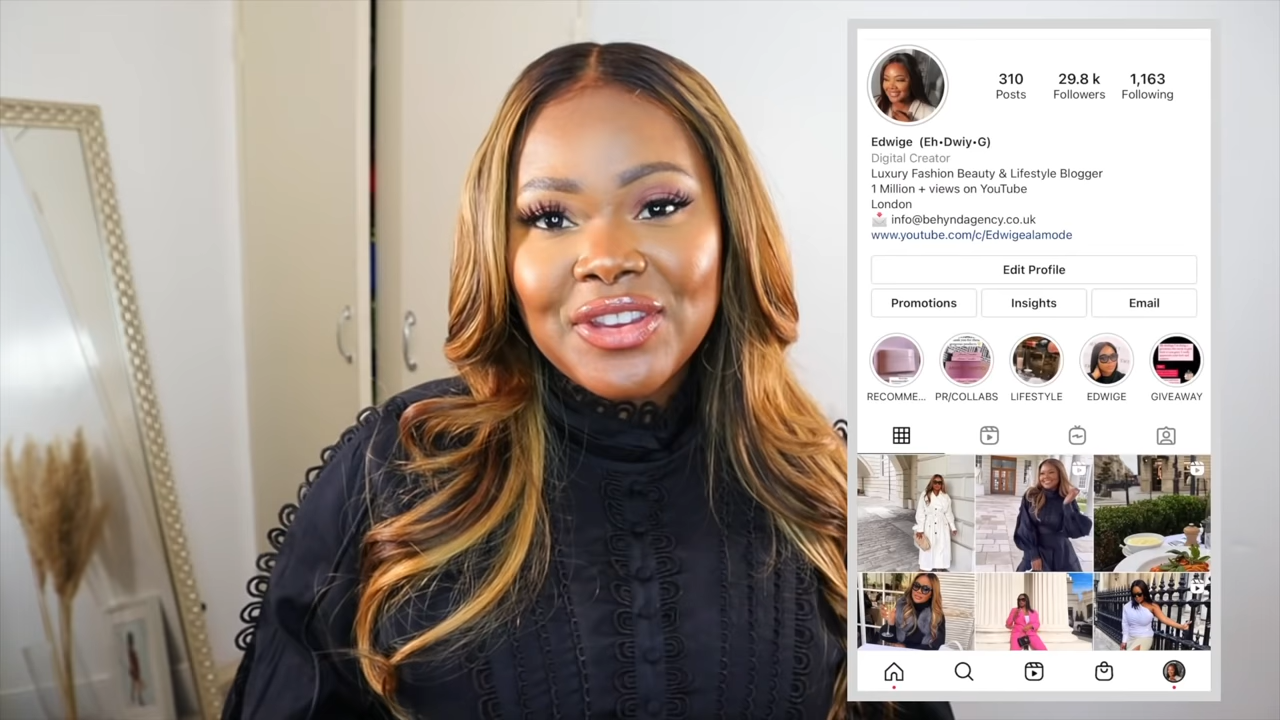 310 29.8 k 1,163
Posts Followers Following
Edwige (Eh•Dwiy•G)
Digital Creator
Luxury Fashion Beauty & Lifestyle Blogger
1 Million + views on YouTube
London
info@behyndagency.co.uk
www.youtube.com/c/Edwigealamode
Edit Profile
Promotions Insights Email
RECOMME... PR/COLLABS LIFESTYLE EDWIGE GIVEAWAY